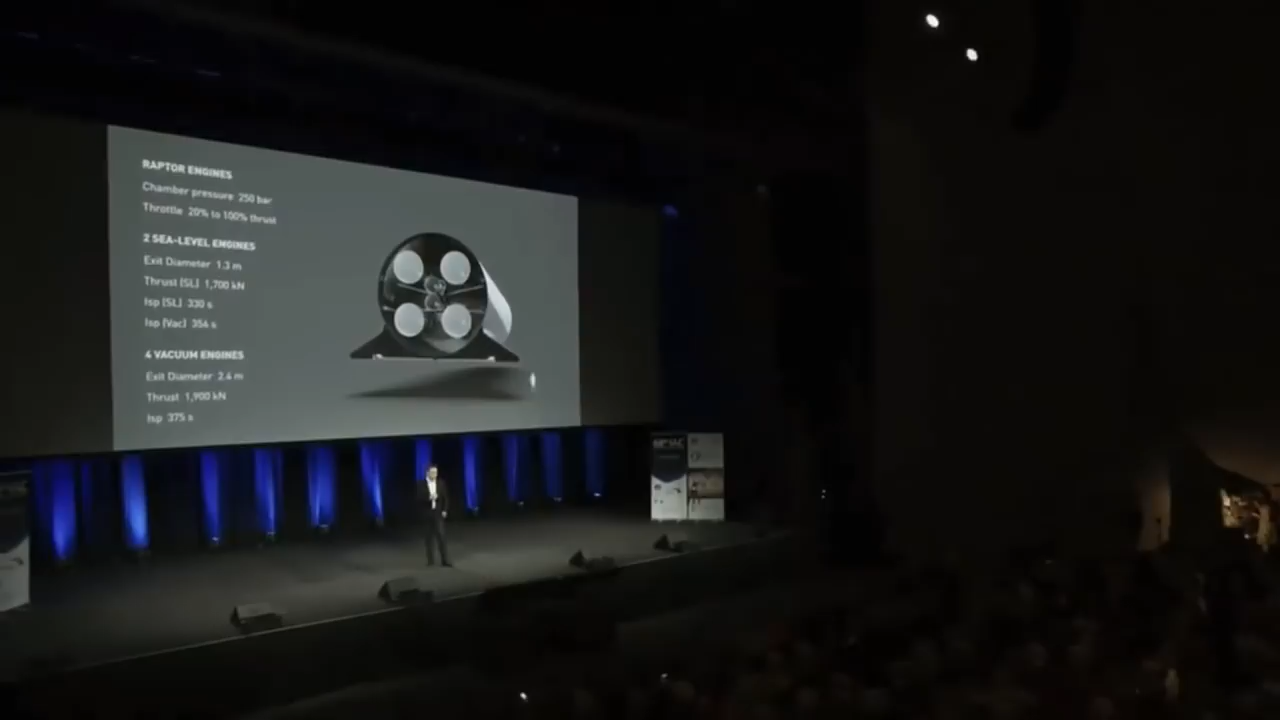 RAPTOR ENGINES
Chamber pressure 250 bar
Throttle 20% to 100% thrust
2 SEA-LEVEL ENGINES
Exit Diameter 1.3 m
Thrust (SL) 1,700 kN
Isp (SL) 330 s
Isp (Vac) 356 s
4 VACUUM ENGINES
Exit Diameter 2.4 m
Thrust 1,900 kN
Isp 375 s